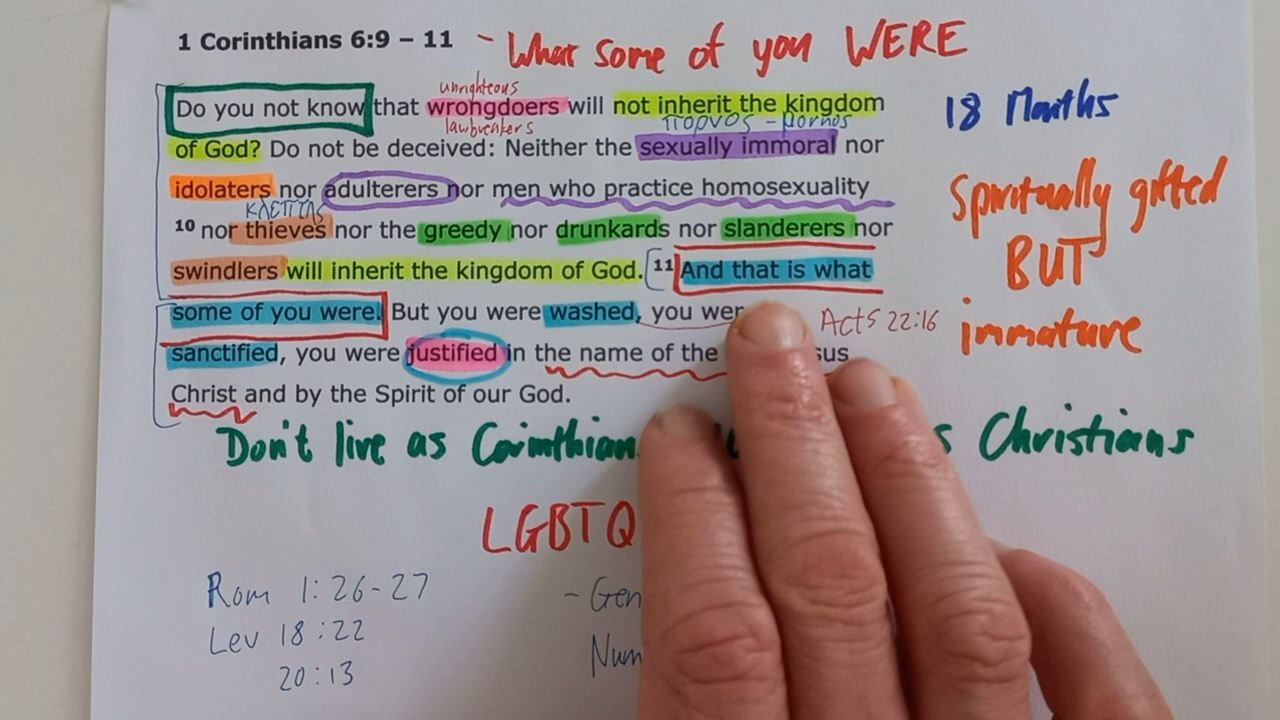 1 Corinthians 6:9 – 11 - What some of you WERE
unrighteous
Do you not know that wrongdoers will not inherit the kingdom
lawbreakers πορνος - pornos
of God? Do not be deceived: Neither the sexually immoral nor
idolaters nor adulterers nor men who practice homosexuality
κλεπτης
10 nor thieves nor the greedy nor drunkards nor slanderers nor
swindlers will inherit the kingdom of God. 11 And that is what
some of you were. But you were washed, you wer
sanctified, you were justified in the name of the sus
Christ and by the Spirit of our God.
18 Months
Spiritually gifted
BUT
immature
Acts 22:16
Don't live as Corinthian s Christians
LGBTQ
Rom 1:26-27
Lev 18:22
20:13
- Gen
Num